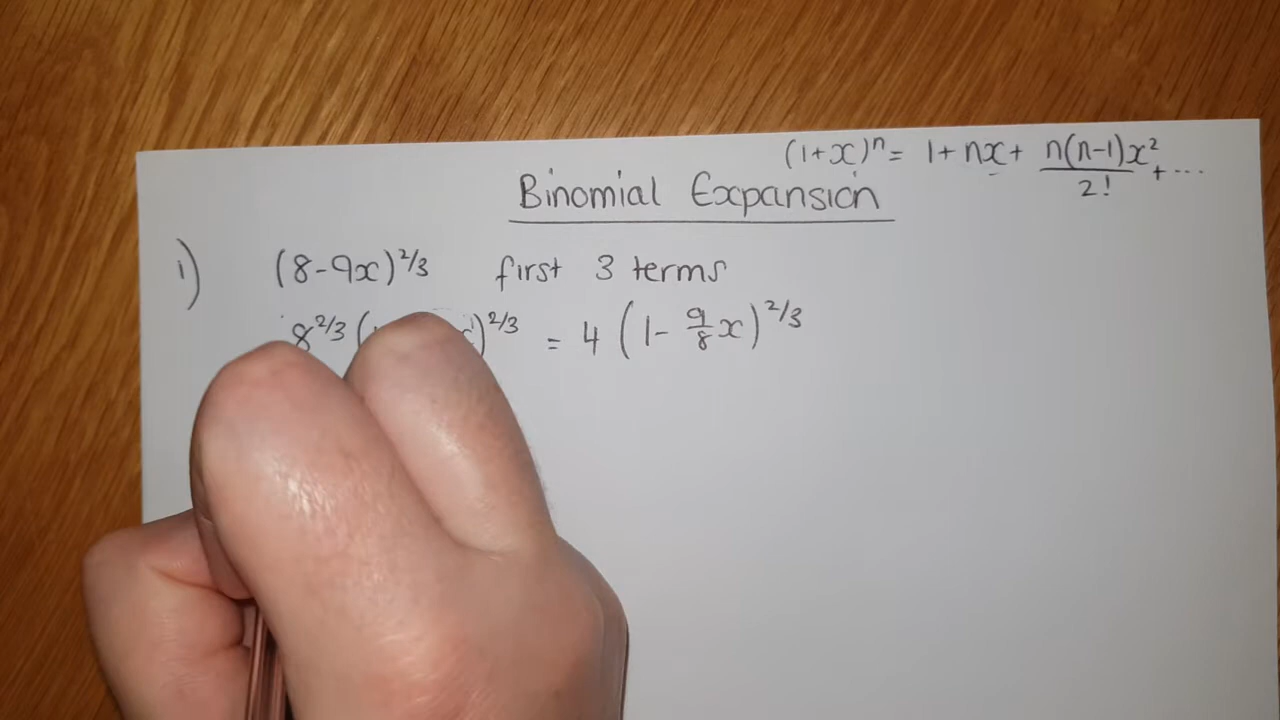 (1+x)ⁿ = 1 + nx + n(n-1)x²/2! + ...
Binomial Expansion
1) (8-9x)^2/3 first 3 terms
8^2/3 ( )^2/3 = 4 (1 - 9/8 x)^2/3